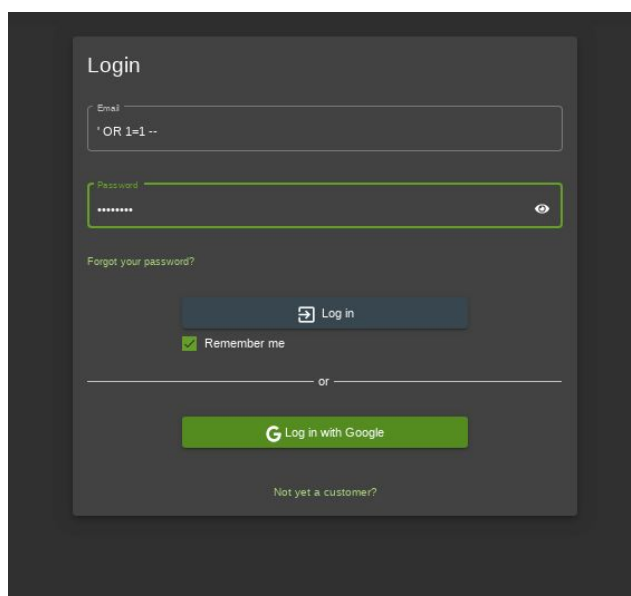 Login
Email
' OR 1=1 --
Password
••••••••
Forgot your password?
Log in
Remember me
or
G Log in with Google
Not yet a customer?